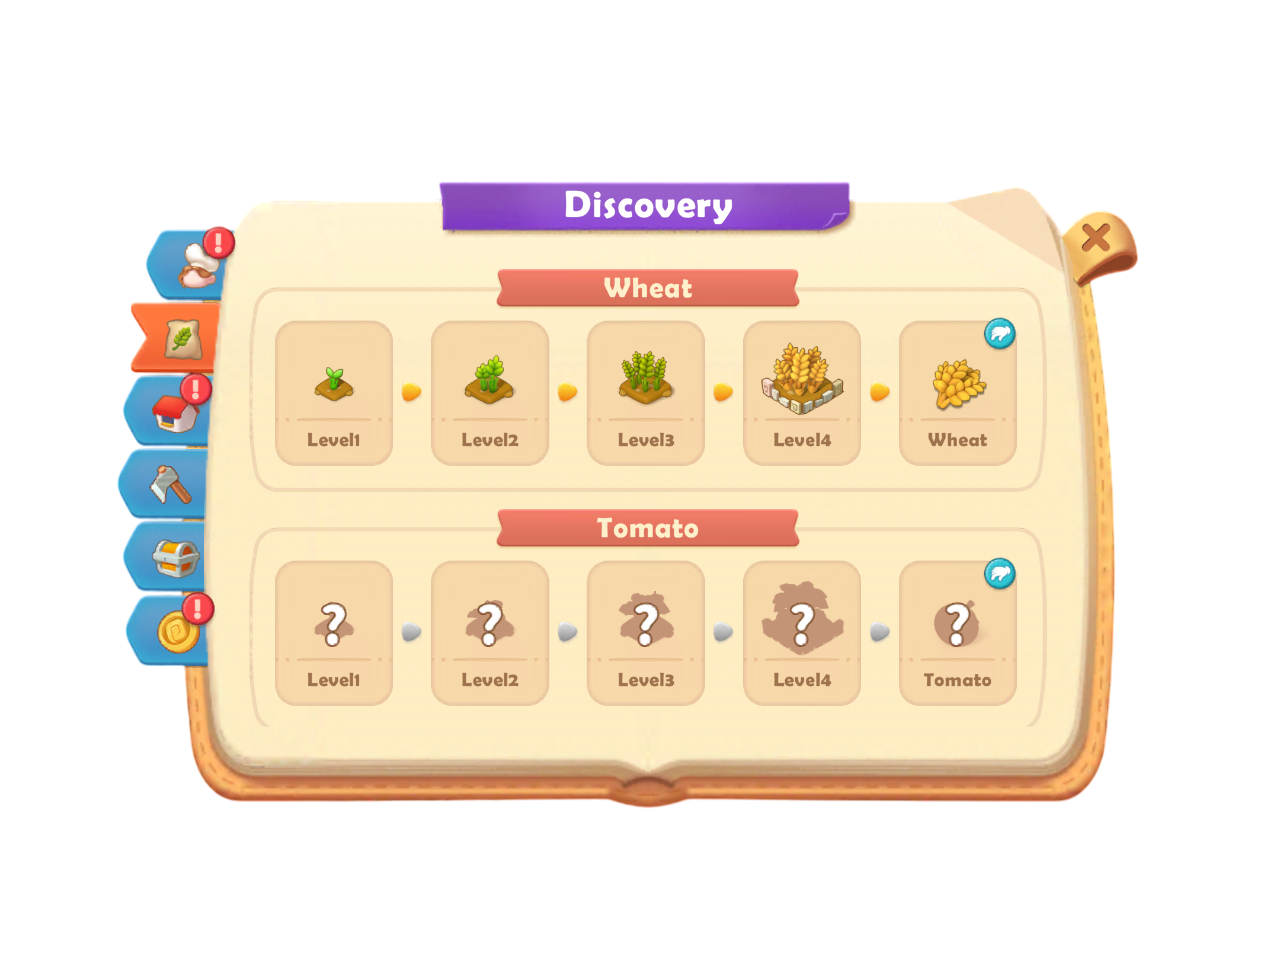 Discovery
!
Wheat
Level1 Level2 Level3 Level4 Wheat
!
Tomato
? ? ? ? ?
!
Level1 Level2 Level3 Level4 Tomato